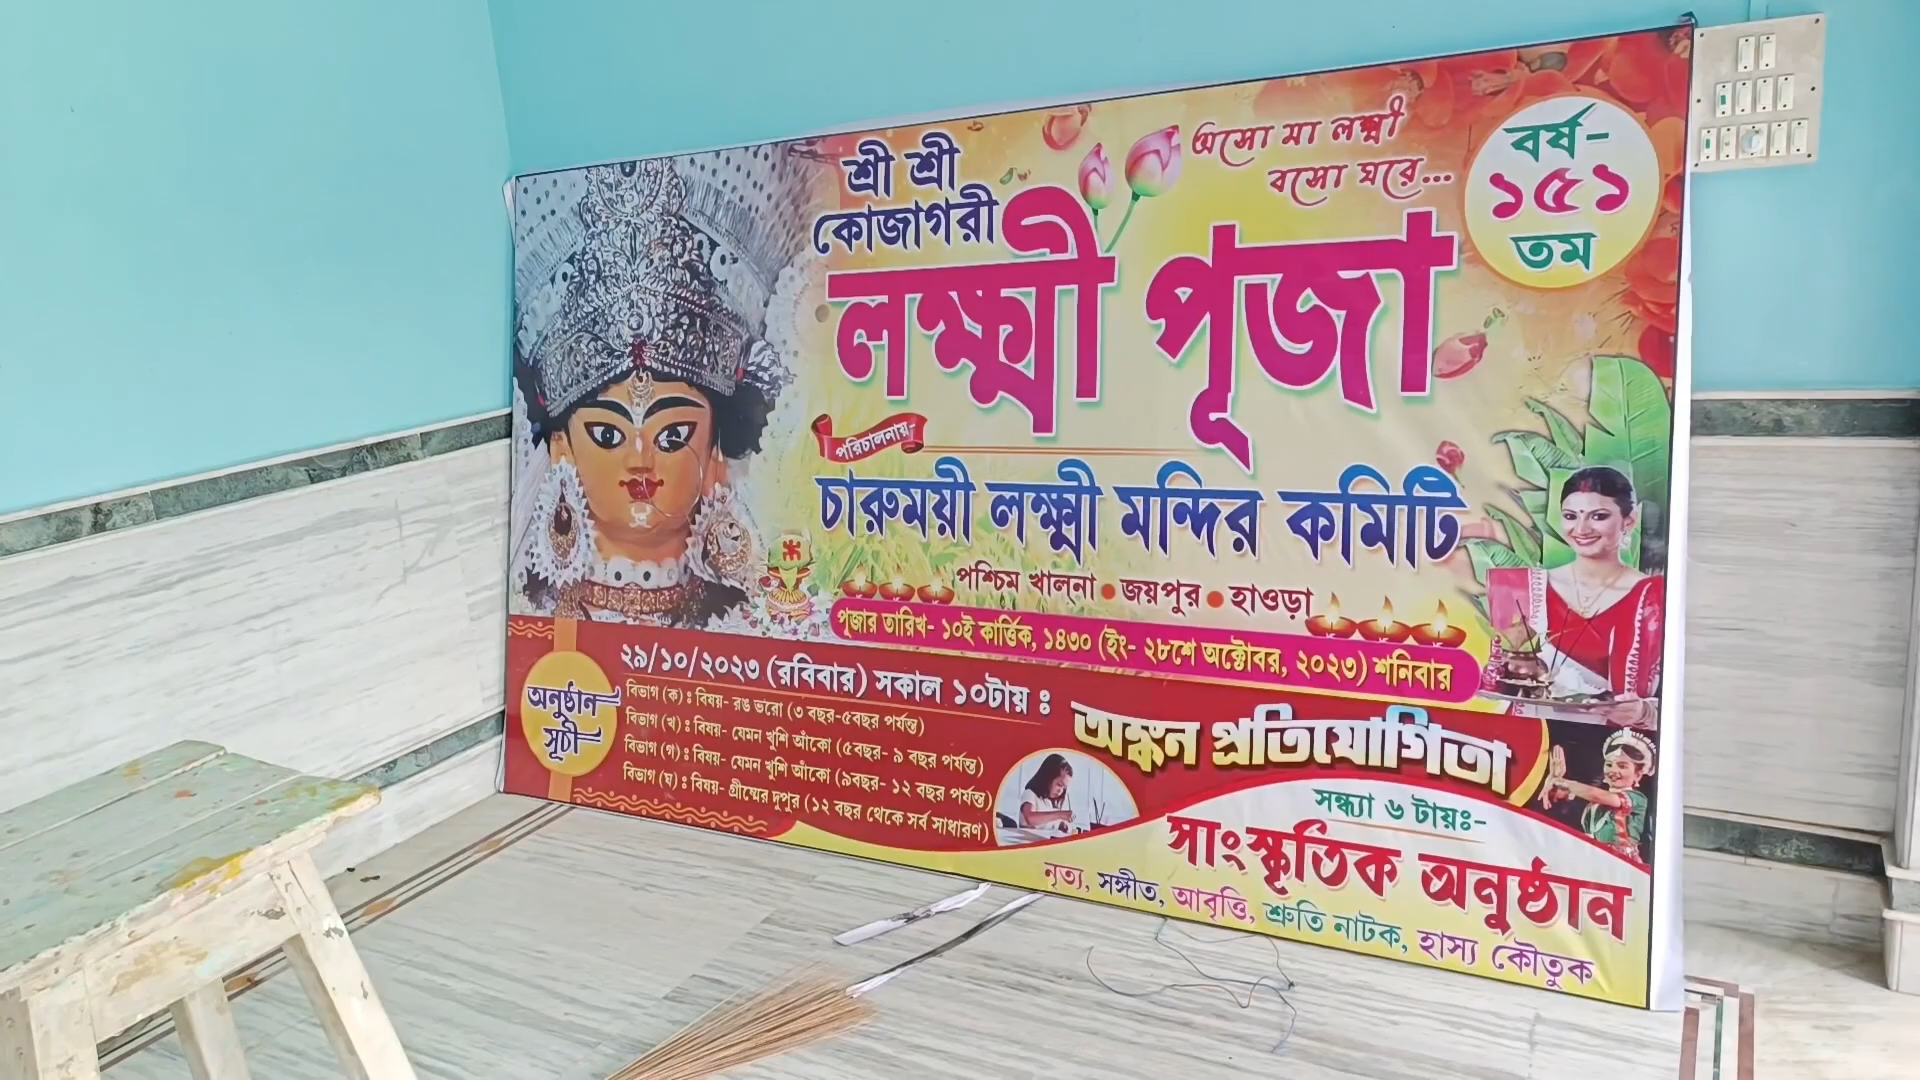 শ্রী শ্রী
কোজাগরী
লক্ষ্মী পূজা
অসো মা লক্ষ্মী
বসো ঘরে...
বর্ষ-
১৫১
তম
পরিচালনায়-
চারুময়ী লক্ষ্মী মন্দির কমিটি
পশ্চিম খাল্‌না • জয়পুর • হাওড়া
পূজার তারিখ- ১০ই কার্ত্তিক, ১৪৩০ (ইং- ২৮শে অক্টোবর, ২০২৩) শনিবার
অনুষ্ঠান
সূচী
২৯/১০/২০২৩ (রবিবার) সকাল ১০টায় :
বিভাগ (ক) : বিষয়- রঙ ভরো (৩ বছর-৫বছর পর্যন্ত)
বিভাগ (খ) : বিষয়- যেমন খুশি আঁকো (৫বছর- ৯ বছর পর্যন্ত)
বিভাগ (গ) : বিষয়- যেমন খুশি আঁকো (৯বছর- ১২ বছর পর্যন্ত)
বিভাগ (ঘ) : বিষয়- গ্রীষ্মের দুপুর (১২ বছর থেকে সর্ব সাধারণ)
অঙ্কন প্রতিযোগিতা
সন্ধ্যা ৬ টায়ঃ-
সাংস্কৃতিক অনুষ্ঠান
নৃত্য, সঙ্গীত, আবৃত্তি, শ্রুতি নাটক, হাস্য কৌতুক